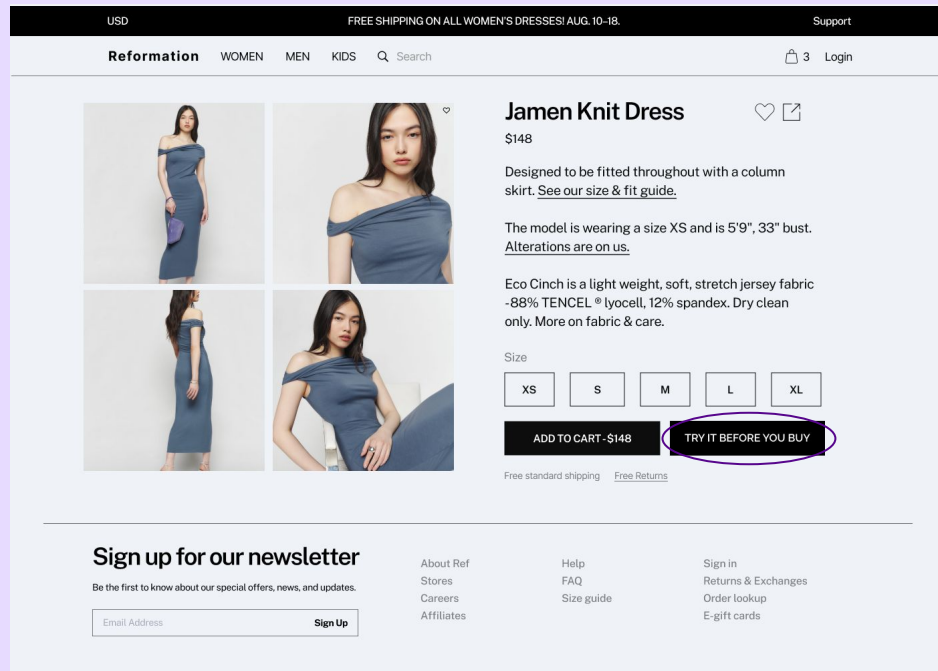 USD
FREE SHIPPING ON ALL WOMEN'S DRESSES! AUG. 10–18.
Support
Reformation
WOMEN
MEN
KIDS
Search
3
Login
Jamen Knit Dress
$148
Designed to be fitted throughout with a column
skirt. See our size & fit guide.
The model is wearing a size XS and is 5'9", 33" bust.
Alterations are on us.
Eco Cinch is a light weight, soft, stretch jersey fabric
-88% TENCEL ® lyocell, 12% spandex. Dry clean
only. More on fabric & care.
Size
XS
S
M
L
XL
ADD TO CART-$148
TRY IT BEFORE YOU BUY
Free standard shipping
Free Returns
Sign up for our newsletter
Be the first to know about our special offers, news, and updates.
Email Address
Sign Up
About Ref
Stores
Careers
Affiliates
Help
FAQ
Size guide
Sign in
Returns & Exchanges
Order lookup
E-gift cards